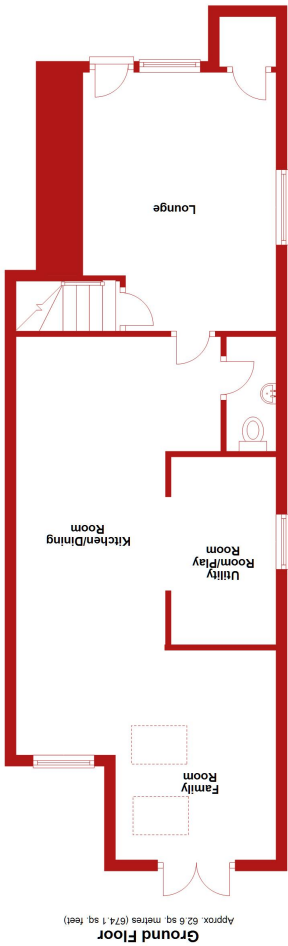 Ground Floor
Approx. 62.6 sq. metres (674.1 sq. feet)
Family
Room
Utility
Room/Play
Room
Kitchen/Dining
Room
Lounge